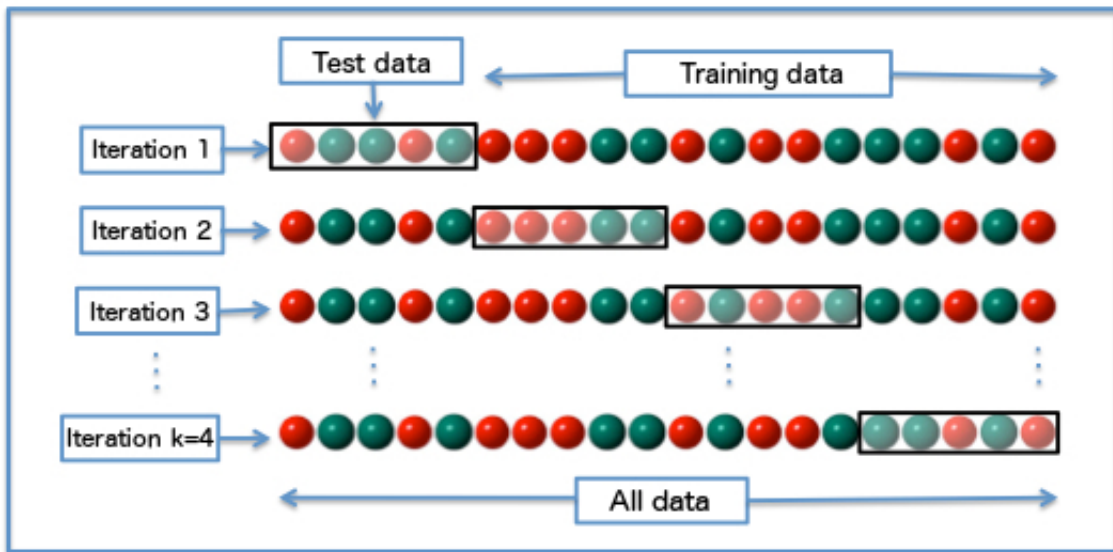 Test data
Training data
Iteration 1
Iteration 2
Iteration 3
Iteration k=4
All data